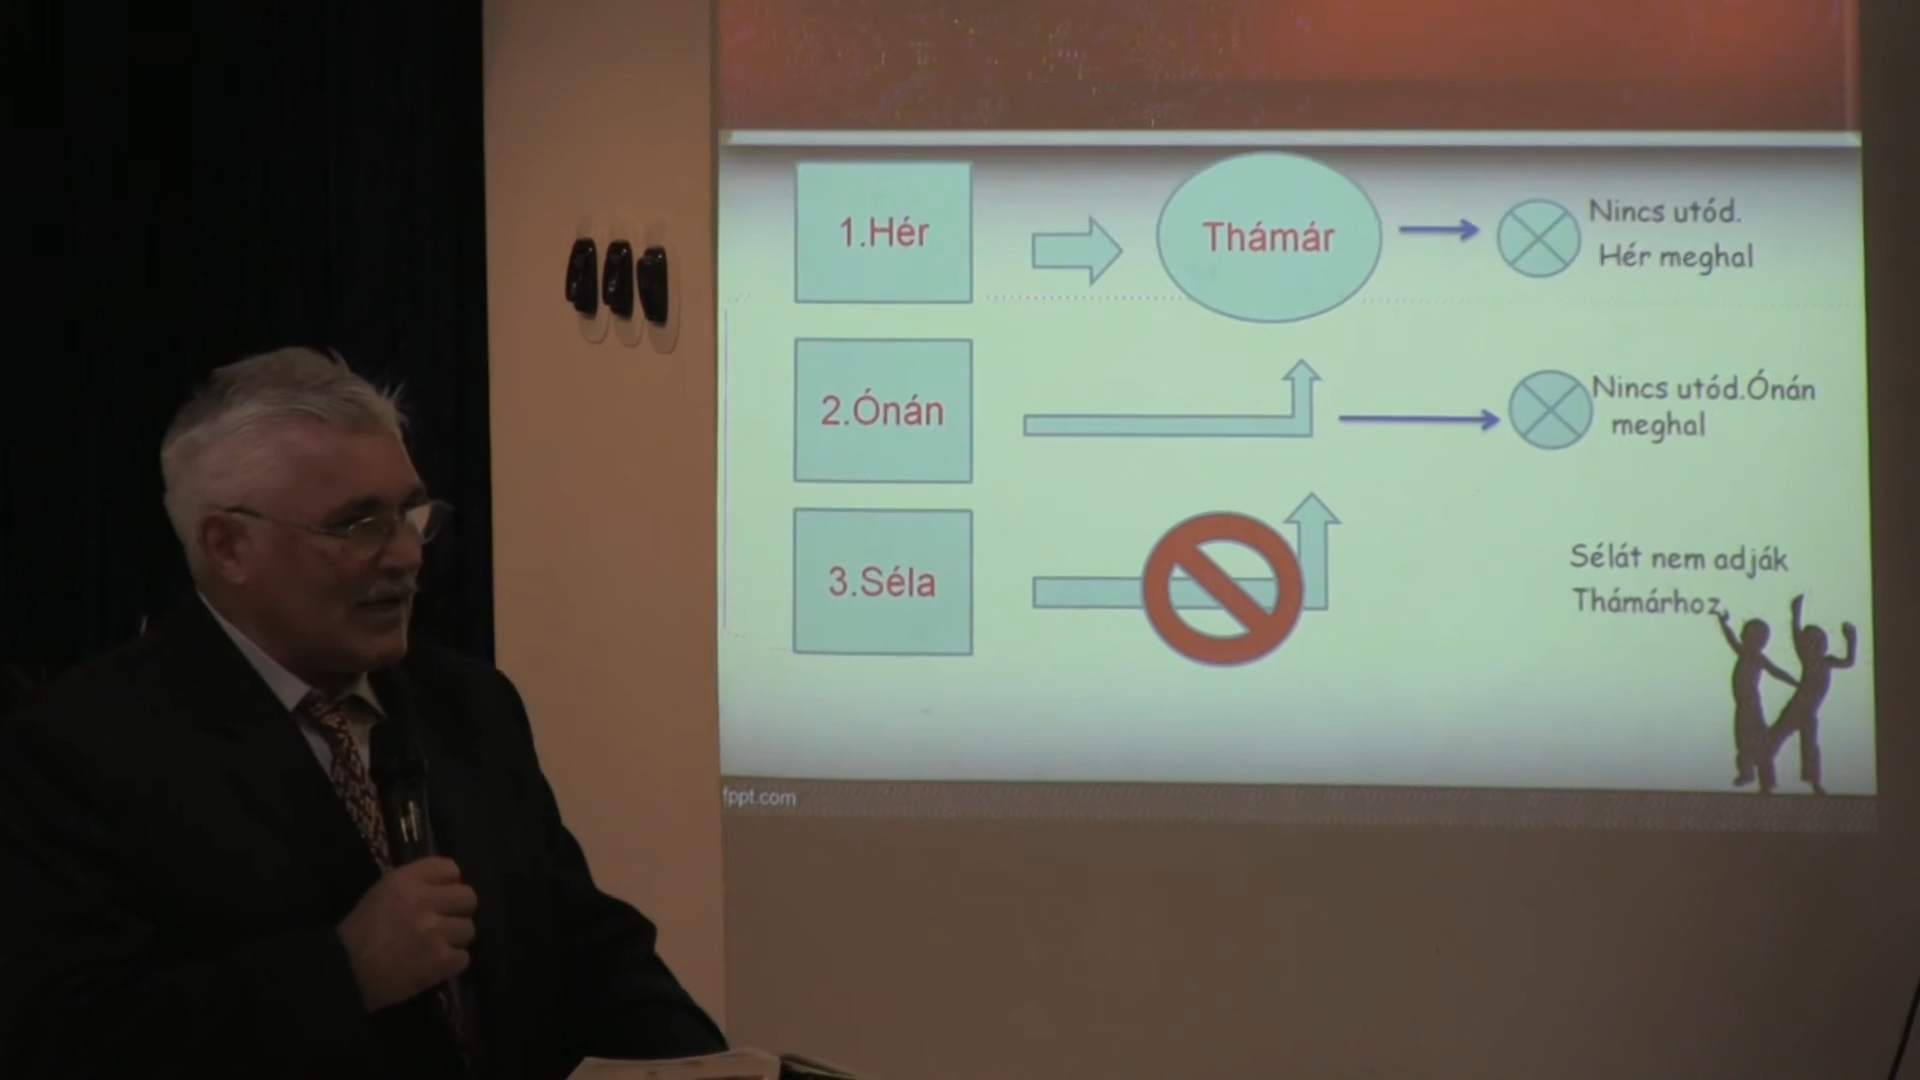 1.Hér
Thámár
Nincs utód.
Hér meghal
2.Ónán
Nincs utód.Ónán
meghal
3.Séla
Sélát nem adják
Thámárhoz.
fppt.com